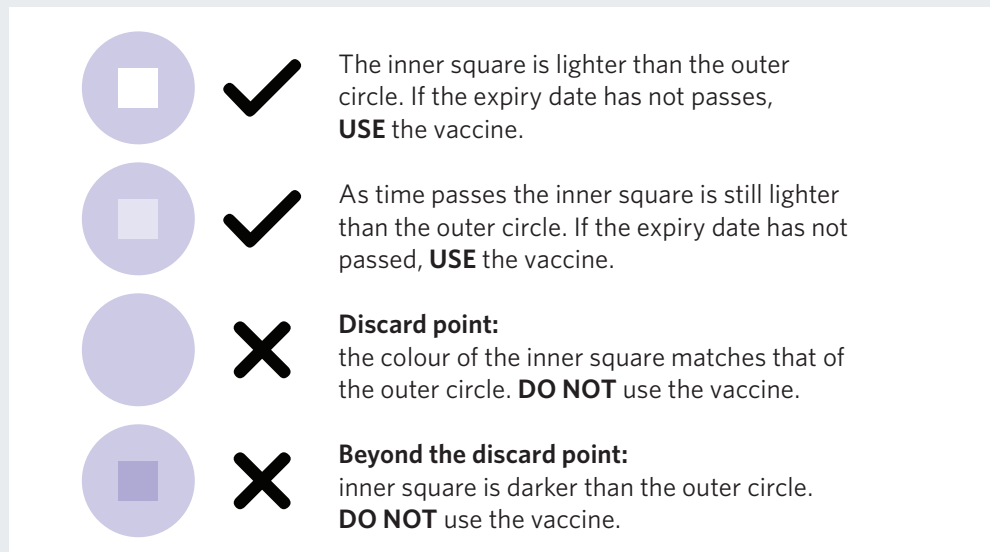 The inner square is lighter than the outer
circle. If the expiry date has not passes,
USE the vaccine.
As time passes the inner square is still lighter
than the outer circle. If the expiry date has not
passed, USE the vaccine.
Discard point:
the colour of the inner square matches that of
the outer circle. DO NOT use the vaccine.
Beyond the discard point:
inner square is darker than the outer circle.
DO NOT use the vaccine.